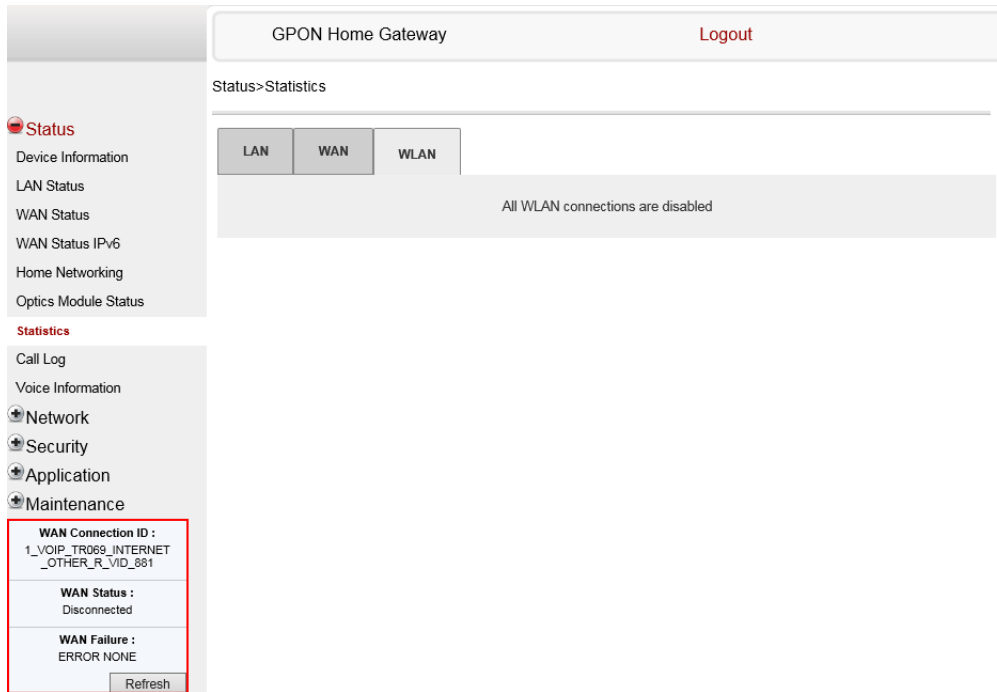 GPON Home Gateway
Logout
Status>Statistics
Status
Device Information
LAN Status
WAN Status
WAN Status IPv6
Home Networking
Optics Module Status
Statistics
Call Log
Voice Information
Network
Security
Application
Maintenance
WAN Connection ID :
1_VOIP_TR069_INTERNET
_OTHER_R_VID_881
WAN Status :
Disconnected
WAN Failure :
ERROR NONE
Refresh
LAN
WAN
WLAN
All WLAN connections are disabled